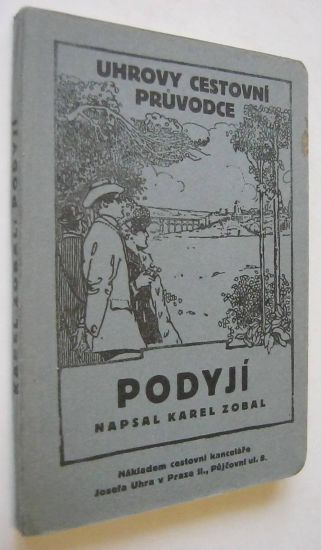 UHROVY CESTOVNÍ
PRŮVODCE
PODYJÍ
NAPSAL KAREL ZOBAL
Nákladem cestovní kanceláře
Josefa Uhra v Praze II., Půjčovní ul. 8.
KAREL ZOBAL: PODYJÍ